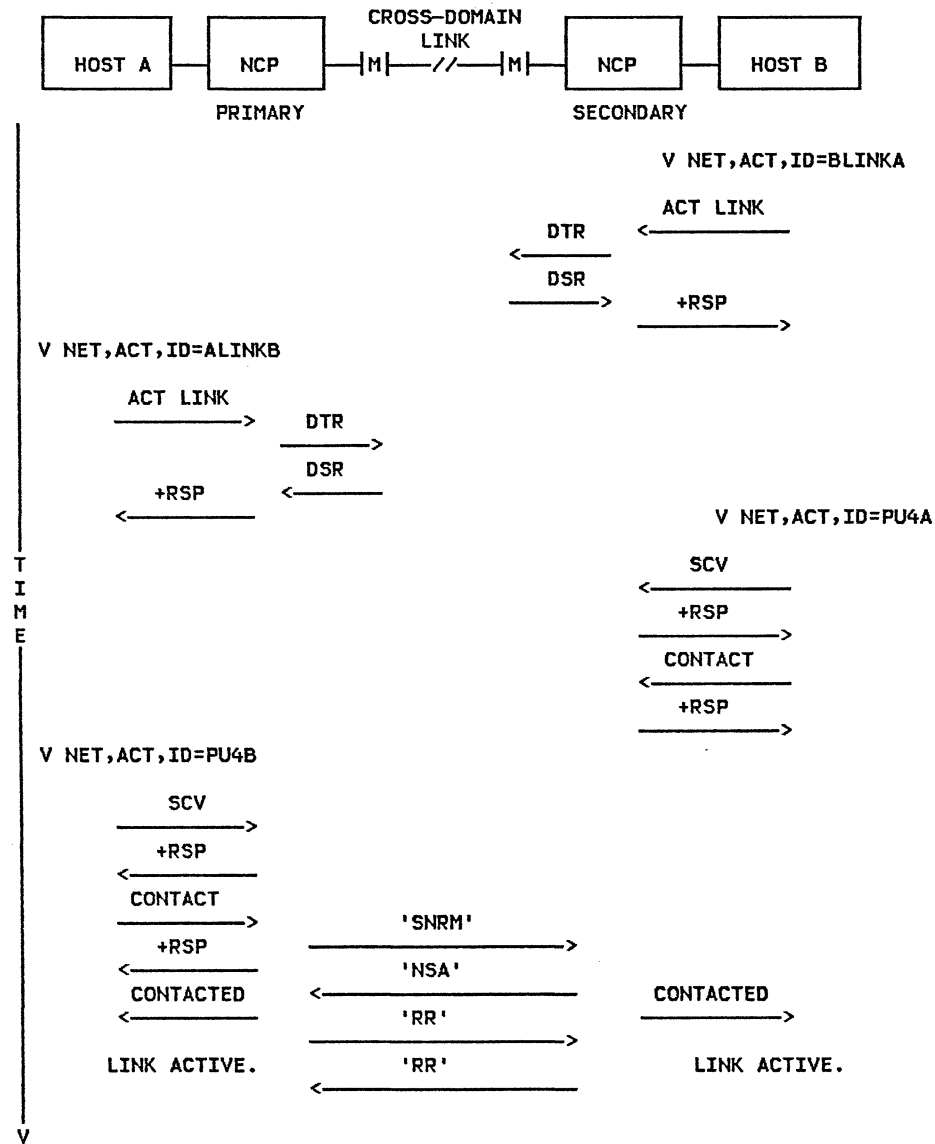 CROSS-DOMAIN
LINK
HOST A NCP M // M NCP HOST B
PRIMARY SECONDARY
V NET,ACT,ID=BLINKA
ACT LINK
DTR
DSR
+RSP
V NET,ACT,ID=ALINKB
ACT LINK
DTR
DSR
+RSP
V NET,ACT,ID=PU4A
TIME
SCV
+RSP
CONTACT
+RSP
V NET,ACT,ID=PU4B
SCV
+RSP
CONTACT
'SNRM'
+RSP
'NSA'
CONTACTED CONTACTED
'RR'
LINK ACTIVE. 'RR' LINK ACTIVE.
V